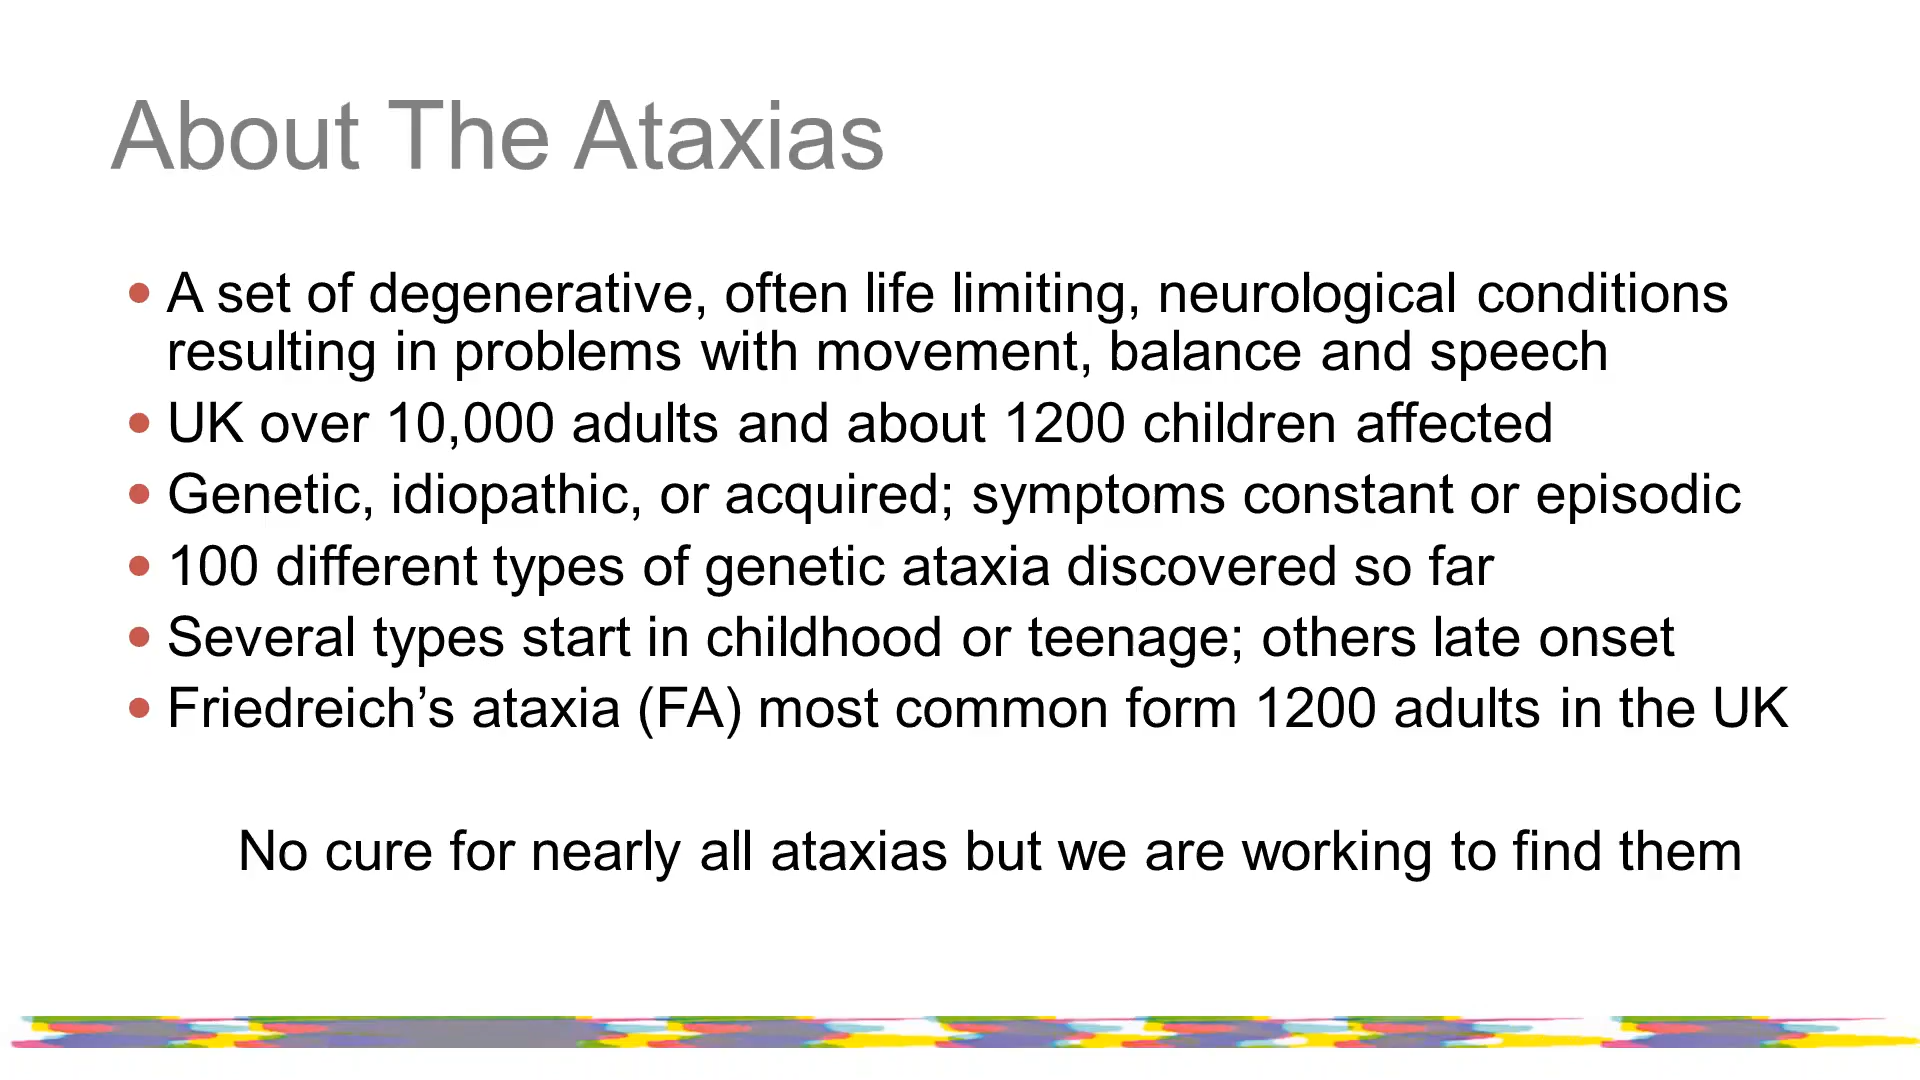 About The Ataxias
• A set of degenerative, often life limiting, neurological conditions
resulting in problems with movement, balance and speech
• UK over 10,000 adults and about 1200 children affected
• Genetic, idiopathic, or acquired; symptoms constant or episodic
• 100 different types of genetic ataxia discovered so far
• Several types start in childhood or teenage; others late onset
• Friedreich’s ataxia (FA) most common form 1200 adults in the UK
No cure for nearly all ataxias but we are working to find them